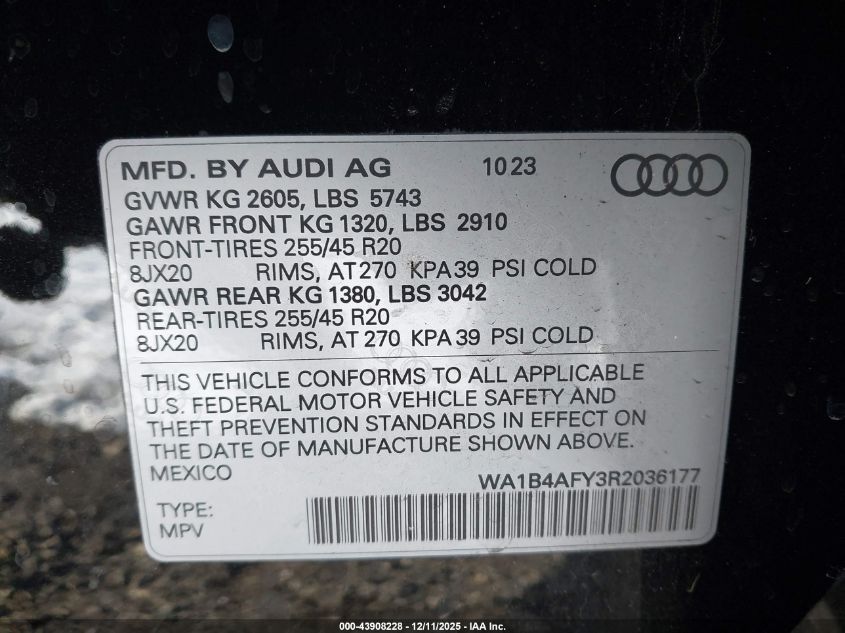 MFD. BY AUDI AG 10 23
GVWR KG 2605, LBS 5743
GAWR FRONT KG 1320, LBS 2910
FRONT-TIRES 255/45 R20
8JX20 RIMS, AT 270 KPA 39 PSI COLD
GAWR REAR KG 1380, LBS 3042
REAR-TIRES 255/45 R20
8JX20 RIMS, AT 270 KPA 39 PSI COLD
THIS VEHICLE CONFORMS TO ALL APPLICABLE
U.S. FEDERAL MOTOR VEHICLE SAFETY AND
THEFT PREVENTION STANDARDS IN EFFECT ON
THE DATE OF MANUFACTURE SHOWN ABOVE.
MEXICO
WA1B4AFY3R2036177
TYPE:
MPV
000-43908228 - 12/11/2025 - IAA Inc.